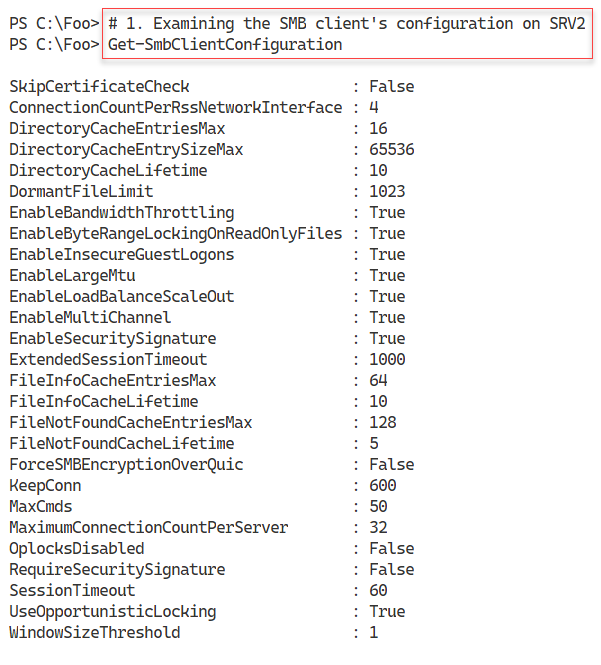 PS C:\Foo> # 1. Examining the SMB client's configuration on SRV2
PS C:\Foo> Get-SmbClientConfiguration
SkipCertificateCheck : False
ConnectionCountPerRssNetworkInterface : 4
DirectoryCacheEntriesMax : 16
DirectoryCacheEntrySizeMax : 65536
DirectoryCacheLifetime : 10
DormantFileLimit : 1023
EnableBandwidthThrottling : True
EnableByteRangeLockingOnReadOnlyFiles : True
EnableInsecureGuestLogons : True
EnableLargeMtu : True
EnableLoadBalanceScaleOut : True
EnableMultiChannel : True
EnableSecuritySignature : True
ExtendedSessionTimeout : 1000
FileInfoCacheEntriesMax : 64
FileInfoCacheLifetime : 10
FileNotFoundCacheEntriesMax : 128
FileNotFoundCacheLifetime : 5
ForceSMBEncryptionOverQuic : False
KeepConn : 600
MaxCmds : 50
MaximumConnectionCountPerServer : 32
OplocksDisabled : False
RequireSecuritySignature : False
SessionTimeout : 60
UseOpportunisticLocking : True
WindowSizeThreshold : 1